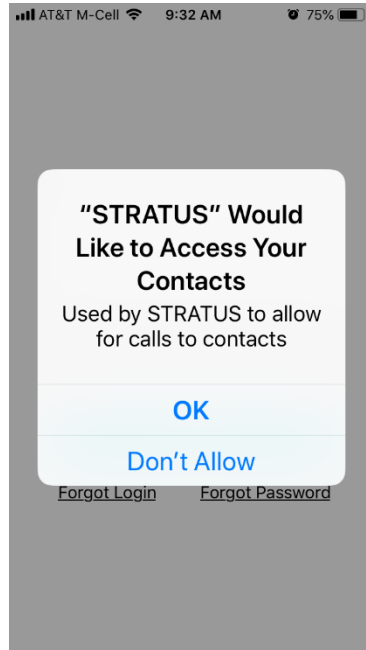 AT&T M-Cell 9:32 AM 75%
"STRATUS" Would
Like to Access Your
Contacts
Used by STRATUS to allow
for calls to contacts
OK
Don't Allow
Forgot Login Forgot Password